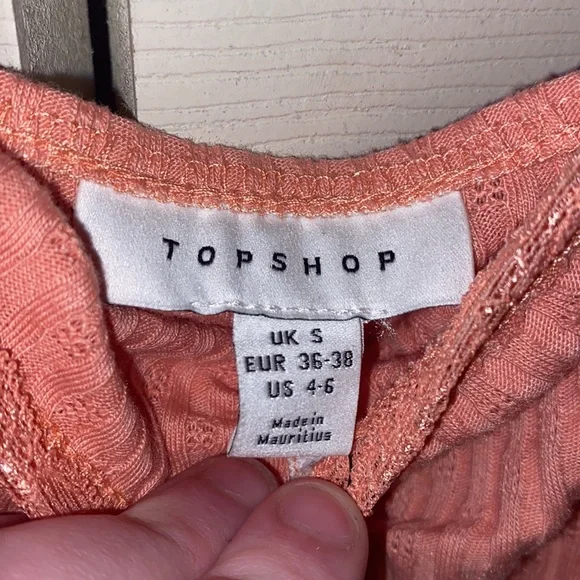 TOPSHOP
UK S
EUR 36-38
US 4-6
Made in
Mauritius